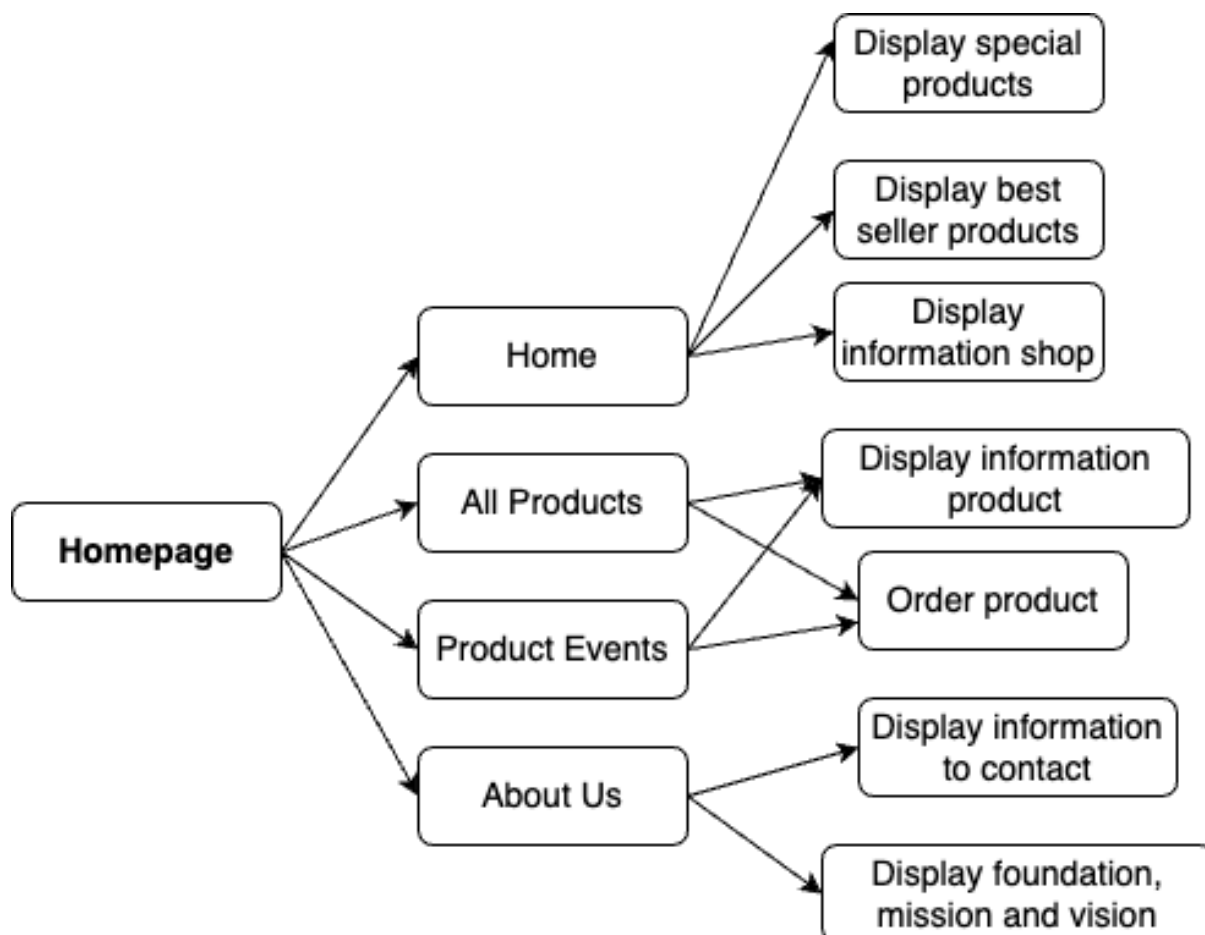 Display special
products
Display best
seller products
Display
information shop
Home
Display information
product
All Products
Homepage
Order product
Product Events
Display information
to contact
About Us
Display foundation,
mission and vision